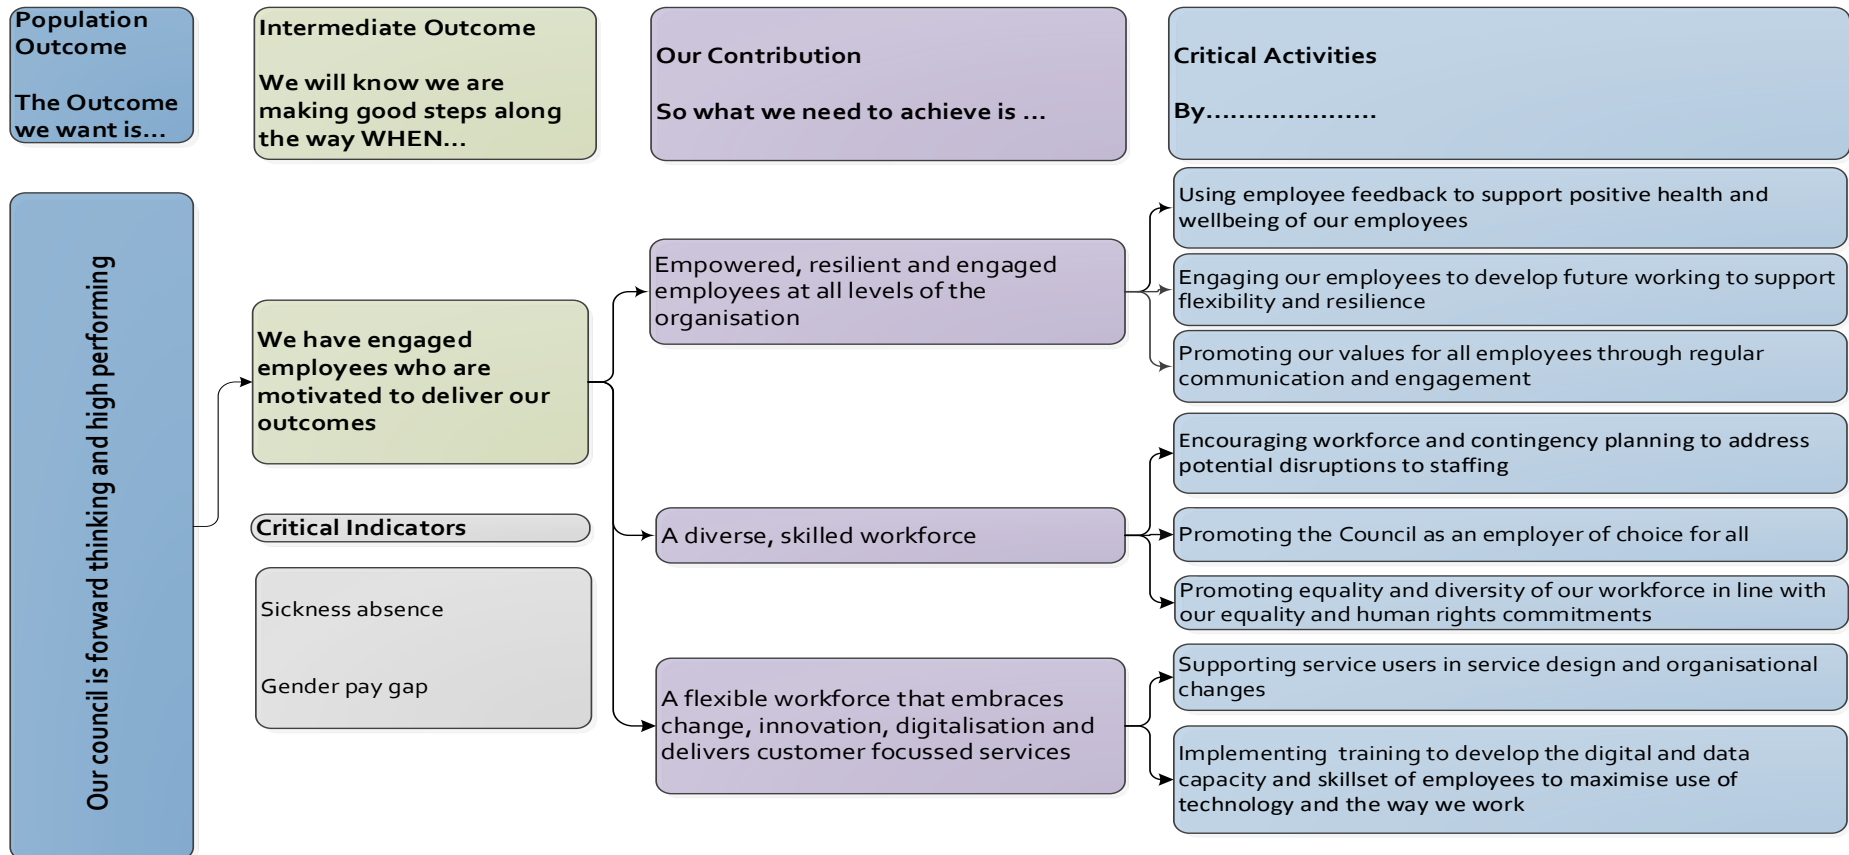 Population
Outcome
The Outcome
we want is...
Intermediate Outcome
We will know we are
making good steps along
the way WHEN...
Our Contribution
So what we need to achieve is ...
Critical Activities
By.....................
Our council is forward thinking and high performing
We have engaged
employees who are
motivated to deliver our
outcomes
Critical Indicators
Sickness absence
Gender pay gap
Empowered, resilient and engaged
employees at all levels of the
organisation
A diverse, skilled workforce
A flexible workforce that embraces
change, innovation, digitalisation and
delivers customer focussed services
Using employee feedback to support positive health and
wellbeing of our employees
Engaging our employees to develop future working to support
flexibility and resilience
Promoting our values for all employees through regular
communication and engagement
Encouraging workforce and contingency planning to address
potential disruptions to staffing
Promoting the Council as an employer of choice for all
Promoting equality and diversity of our workforce in line with
our equality and human rights commitments
Supporting service users in service design and organisational
changes
Implementing  training to develop the digital and data
capacity and skillset of employees to maximise use of
technology and the way we work